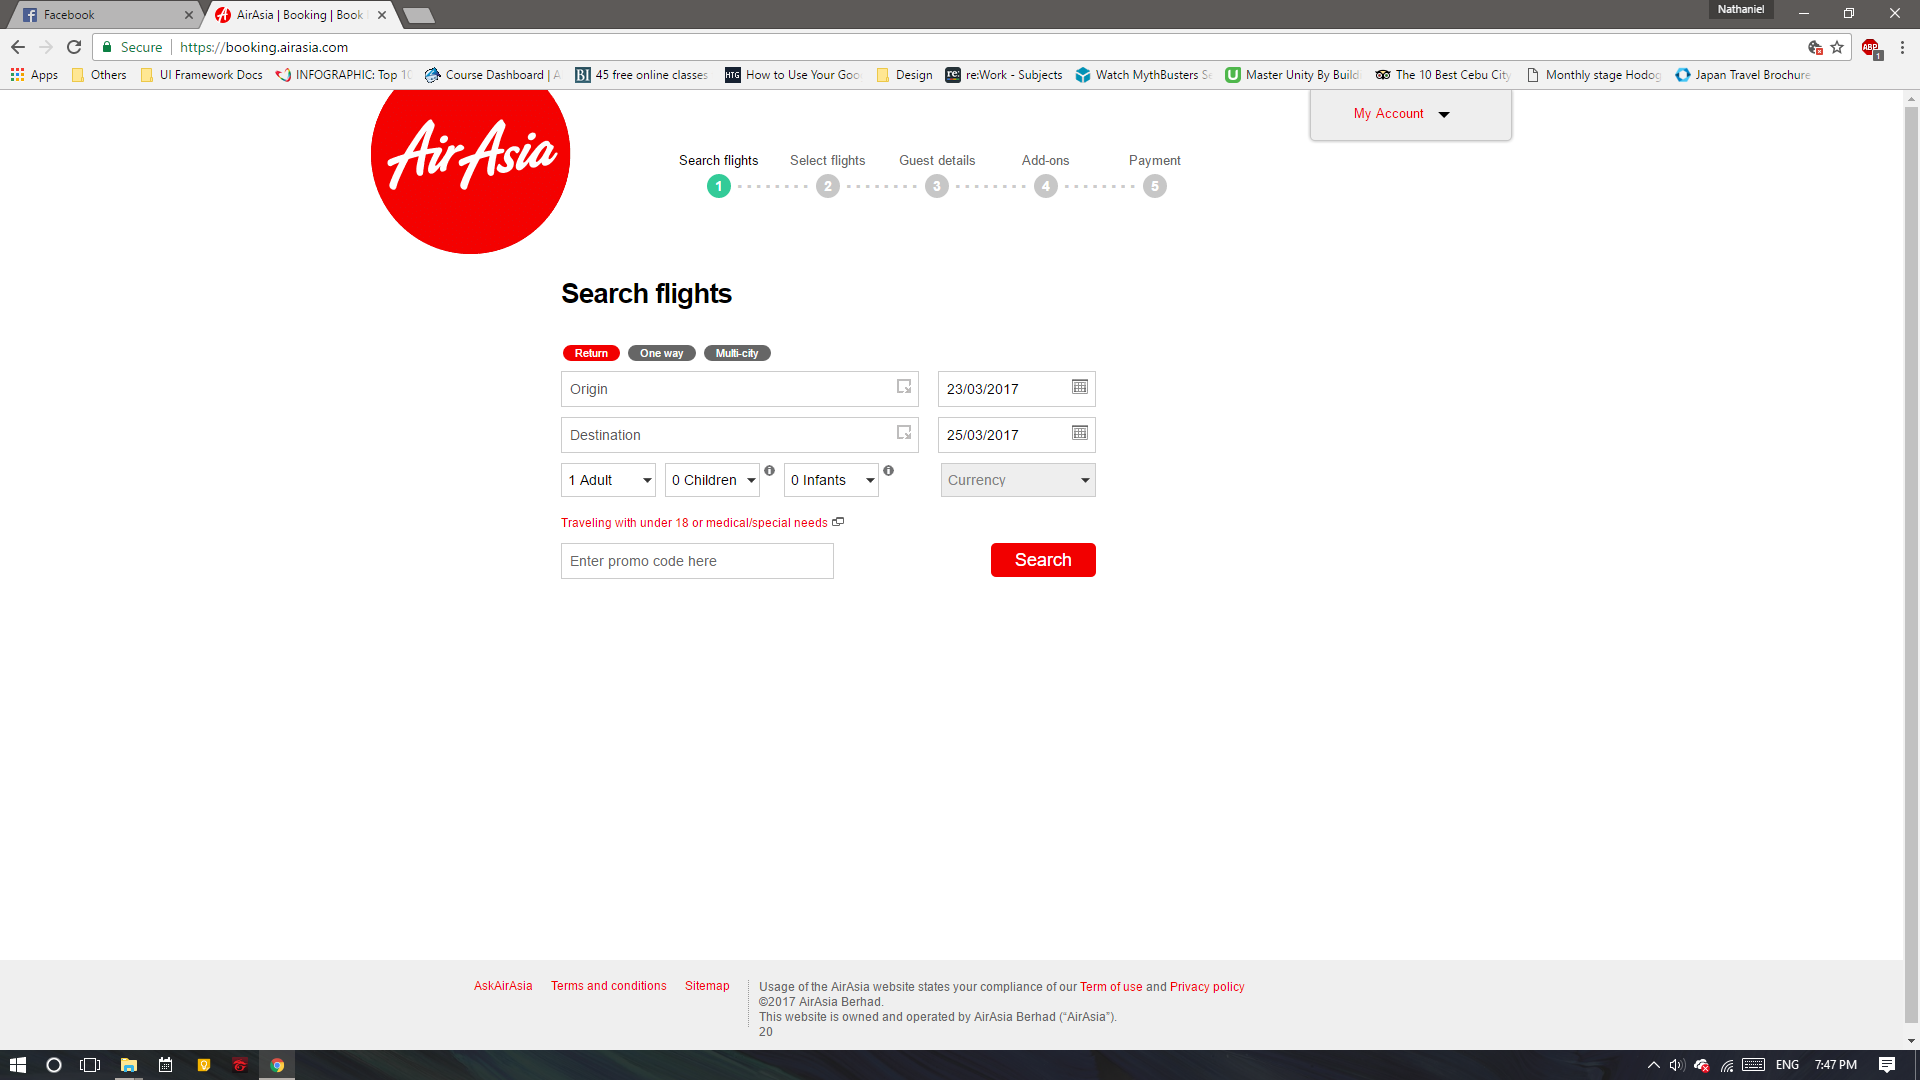 Facebook
AirAsia | Booking | Book
Nathaniel
Secure
https://booking.airasia.com
ABP
1
Apps
Others
UI Framework Docs
INFOGRAPHIC: Top 10
Course Dashboard | A
BI
45 free online classes
HTG
How to Use Your Goo
Design
re:
re:Work - Subjects
Watch MythBusters Se
Master Unity By Buildi
The 10 Best Cebu City
Monthly stage Hodog
Japan Travel Brochure
AirAsia
My Account
Search flights
Select flights
Guest details
Add-ons
Payment
1
2
3
4
5
Search flights
Return
One way
Multi-city
Origin
23/03/2017
Destination
25/03/2017
1 Adult
0 Children
0 Infants
Currency
Traveling with under 18 or medical/special needs
Enter promo code here
Search
AskAirAsia
Terms and conditions
Sitemap
Usage of the AirAsia website states your compliance of our Term of use and Privacy policy
©2017 AirAsia Berhad.
This website is owned and operated by AirAsia Berhad (“AirAsia”).
20
ENG
7:47 PM